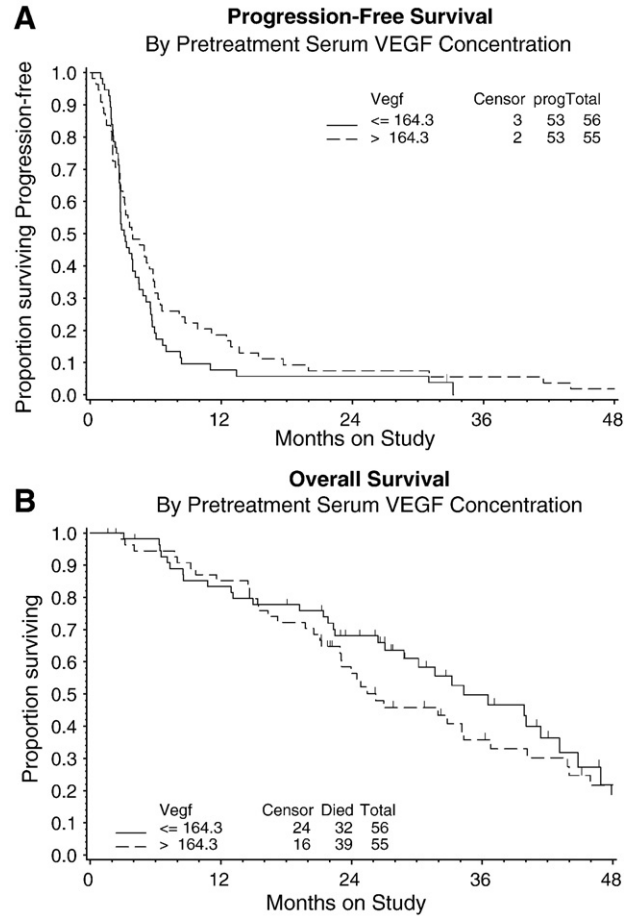 A
Progression-Free Survival
By Pretreatment Serum VEGF Concentration
Proportion surviving Progression-free
1.0
0.9
0.8
0.7
0.6
0.5
0.4
0.3
0.2
0.1
0.0
Vegf Censor progTotal
<= 164.3 3 53 56
> 164.3 2 53 55
0 12 24 36 48
Months on Study
B
Overall Survival
By Pretreatment Serum VEGF Concentration
Proportion surviving
1.0
0.9
0.8
0.7
0.6
0.5
0.4
0.3
0.2
0.1
0.0
Vegf Censor Died Total
<= 164.3 24 32 56
> 164.3 16 39 55
0 12 24 36 48
Months on Study